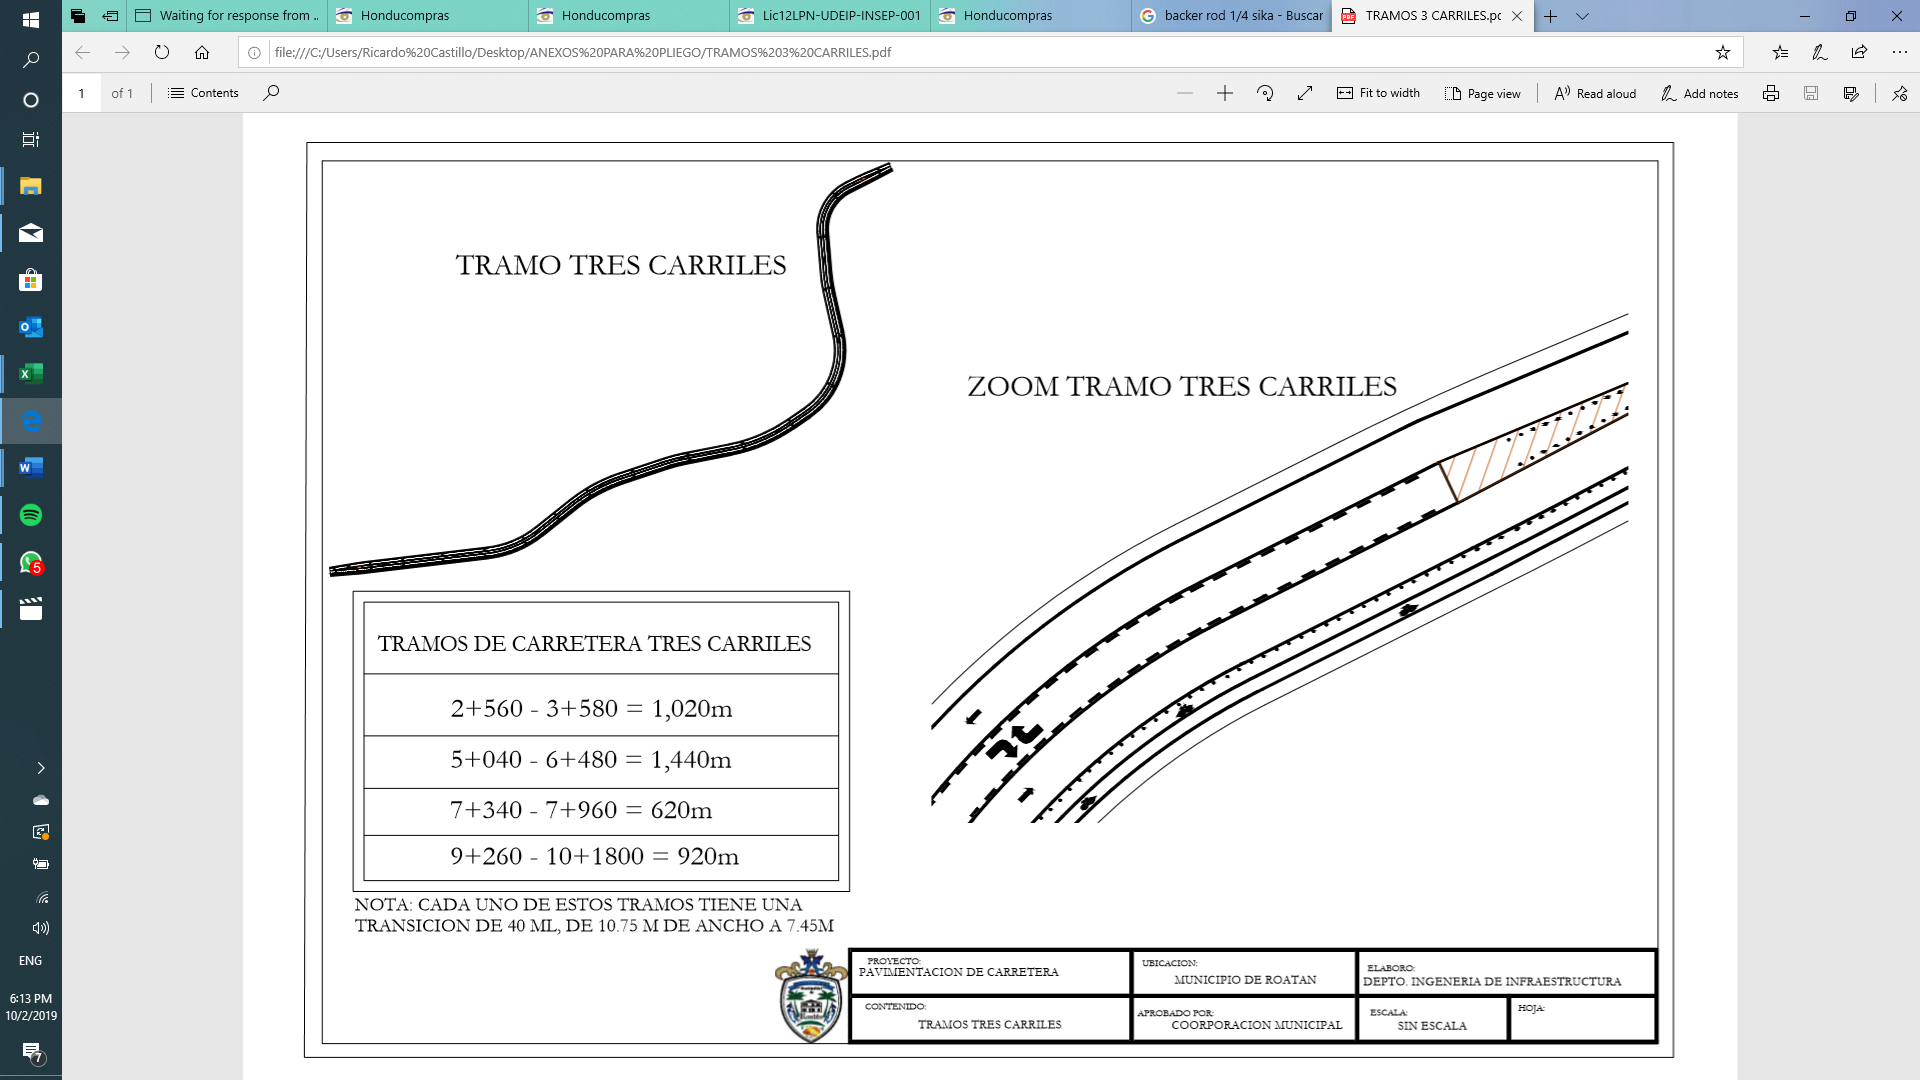 Waiting for response from ..
Honducompras
Honducompras
Lic12LPN-UDEIP-INSEP-001
Honducompras
backer rod 1/4 sika - Buscar
TRAMOS 3 CARRILES.pc
file:///C:/Users/Ricardo%20Castillo/Desktop/ANEXOS%20PARA%20PLIEGO/TRAMOS%203%20CARRILES.pdf
1 of 1
Contents
Fit to width
Page view
Read aloud
Add notes
TRAMO TRES CARRILES
ZOOM TRAMO TRES CARRILES
TRAMOS DE CARRETERA TRES CARRILES
2+560 - 3+580 = 1,020m
5+040 - 6+480 = 1,440m
7+340 - 7+960 = 620m
9+260 - 10+1800 = 920m
NOTA: CADA UNO DE ESTOS TRAMOS TIENE UNA
TRANSICION DE 40 ML, DE 10.75 M DE ANCHO A 7.45M
PROYECTO:
PAVIMENTACION DE CARRETERA
UBICACION:
MUNICIPIO DE ROATAN
ELABORO:
DEPTO. INGENERIA DE INFRAESTRUCTURA
CONTENIDO:
TRAMOS TRES CARRILES
APROBADO POR:
COORPORACION MUNICIPAL
ESCALA:
SIN ESCALA
HOJA:
5
ENG
6:13 PM
10/2/2019
7